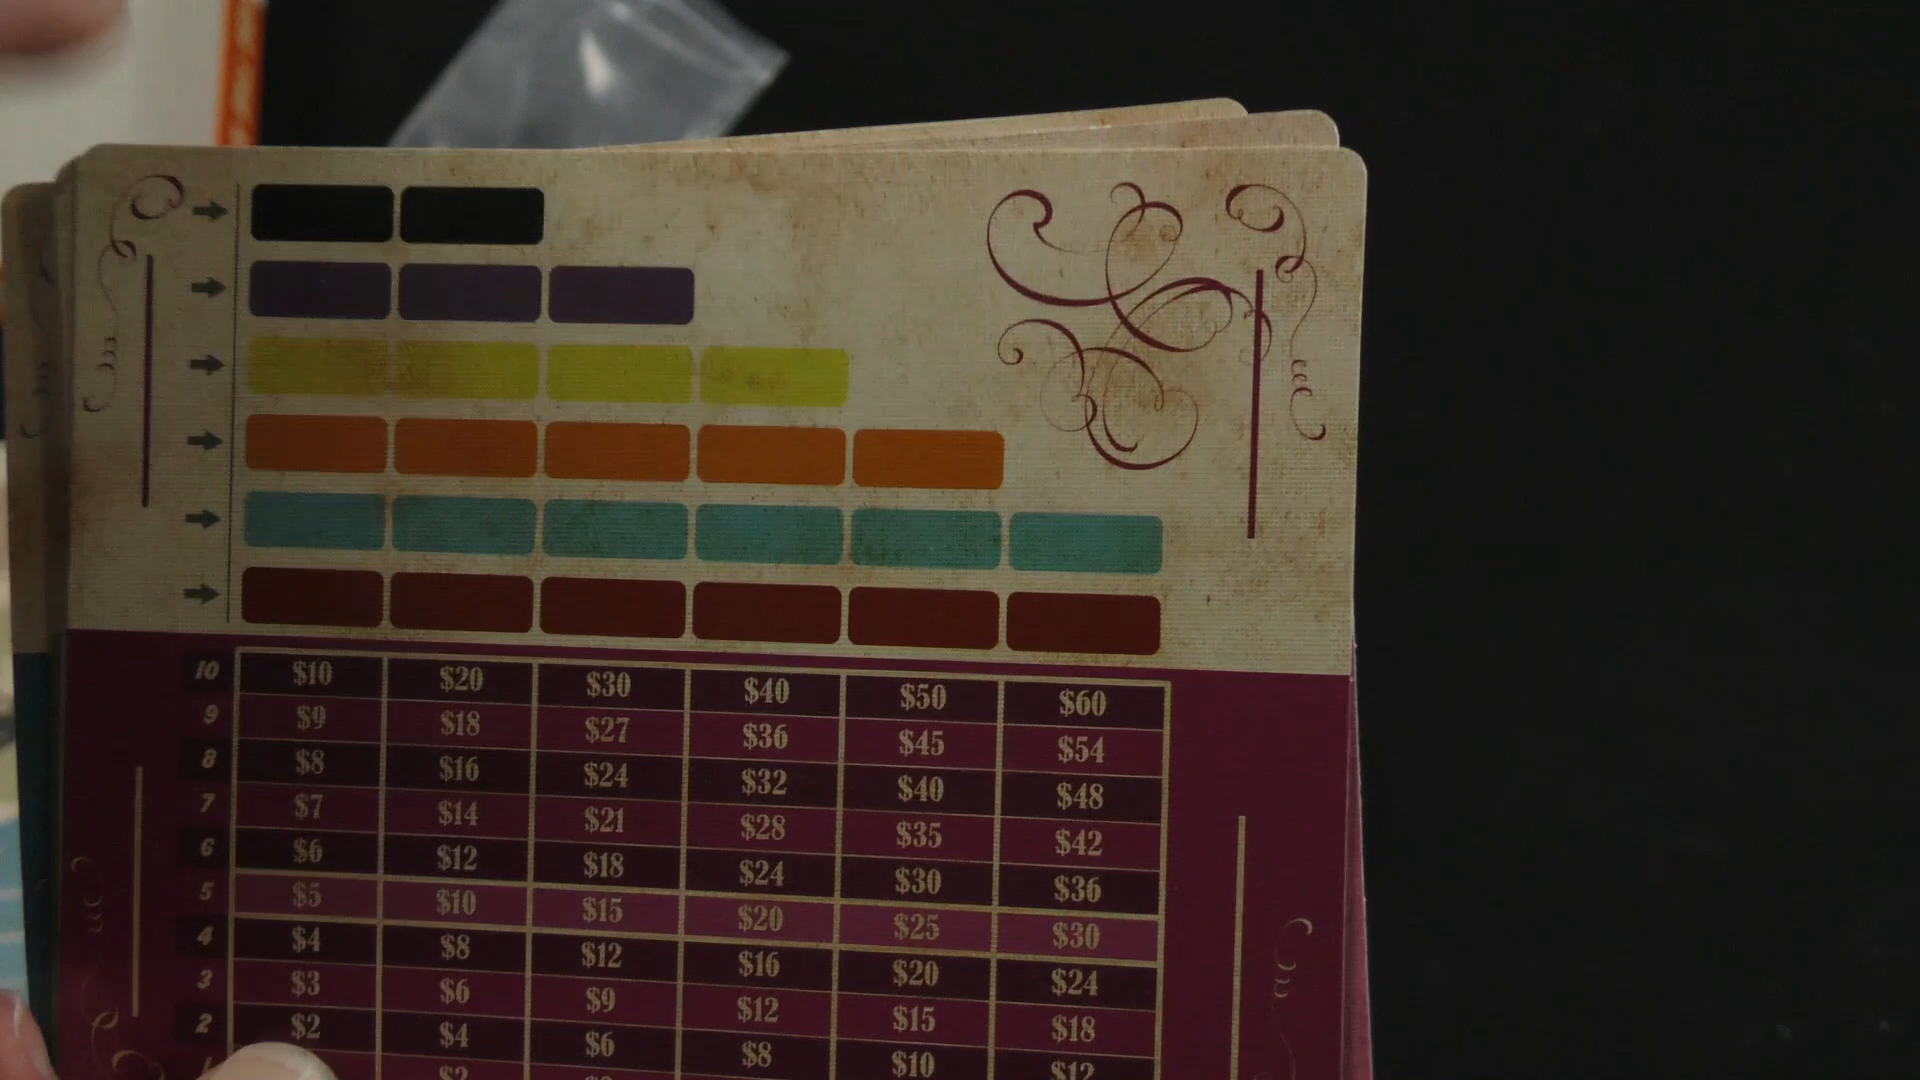 10 $10 $20 $30 $40 $50 $60
9 $9 $18 $27 $36 $45 $54
8 $8 $16 $24 $32 $40 $48
7 $7 $14 $21 $28 $35 $42
6 $6 $12 $18 $24 $30 $36
5 $5 $10 $15 $20 $25 $30
4 $4 $8 $12 $16 $20 $24
3 $3 $6 $9 $12 $15 $18
2 $2 $4 $6 $8 $10 $12
$2